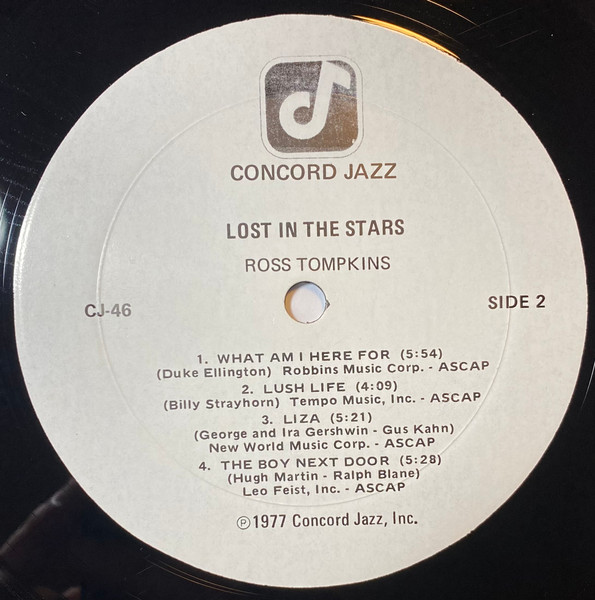 CONCORD JAZZ
LOST IN THE STARS
ROSS TOMPKINS
CJ-46
SIDE 2
1. WHAT AM I HERE FOR (5:54)
(Duke Ellington) Robbins Music Corp. - ASCAP
2. LUSH LIFE (4:09)
(Billy Strayhorn) Tempo Music, Inc. - ASCAP
3. LIZA (5:21)
(George and Ira Gershwin - Gus Kahn)
New World Music Corp. - ASCAP
4. THE BOY NEXT DOOR (5:28)
(Hugh Martin - Ralph Blane)
Leo Feist, Inc. - ASCAP
℗1977 Concord Jazz, Inc.